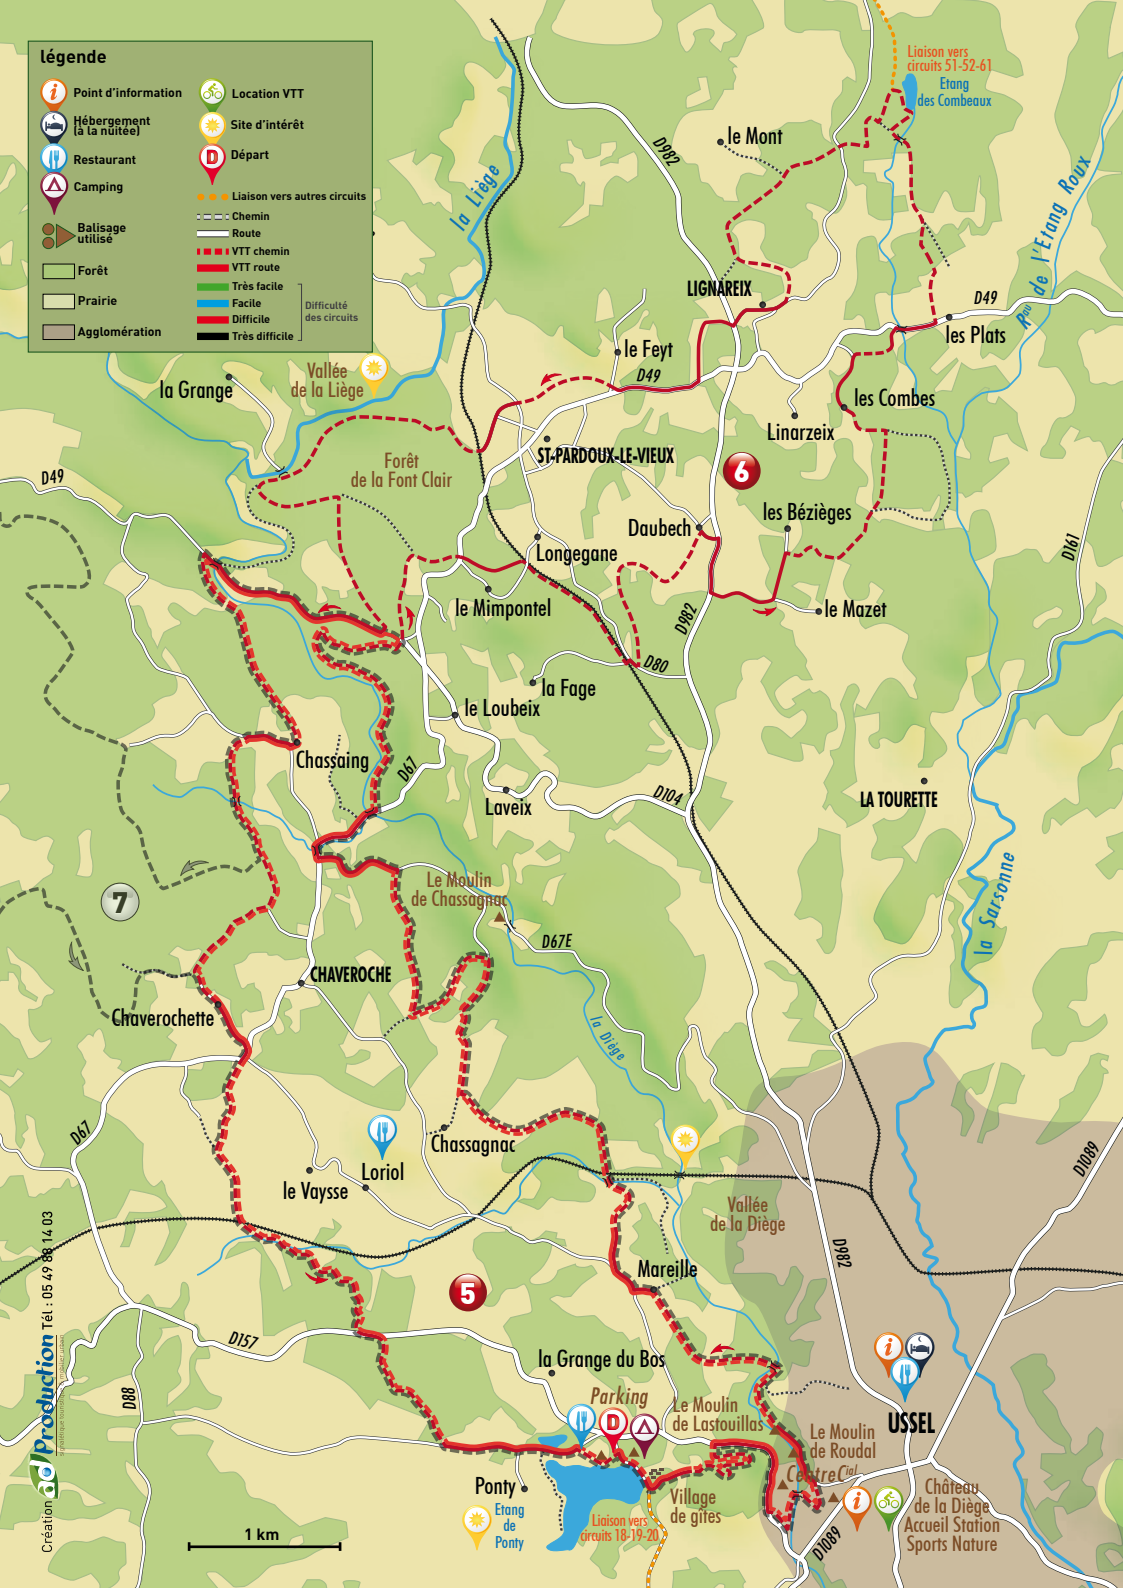 légende
Point d'information
Hébergement
(à la nuitée)
Restaurant
Camping
Balisage
utilisé
Forêt
Prairie
Agglomération
Location VTT
Site d'intérêt
D
Départ
Liaison vers autres circuits
Chemin
Route
VTT chemin
VTT route
Très facile
Facile
Difficile
Très difficile
Difficulté
des circuits
Liaison vers
circuits 51-52-61
Etang
des Combeaux
le Mont
D982
la Liège
Rau de l'Etang Roux
LIGNAREIX
D49
les Plats
le Feyt
D49
Vallée
de la Liège
la Grange
les Combes
Linarzeix
ST-PARDOUX-LE-VIEUX
Forêt
de la Font Clair
6
D49
Daubech
les Bézièges
Longegane
D161
le Mimpontel
le Mazet
D982
D80
la Fage
le Loubeix
Chassaing
D67
Laveix
D104
LA TOURETTE
Le Moulin
de Chassagnac
7
D67E
la Sarsonne
CHAVEROCHE
Chaverochette
la Diège
D67
Chassagnac
Loriol
le Vaysse
D1089
Vallée
de la Diège
D982
Mareille
5
D157
la Grange du Bos
D88
Parking
D
Le Moulin
de Lastouillas
USSEL
Le Moulin
de Roudal
Centre Cial
Ponty
Etang
de
Ponty
Village
de gîtes
Liaison vers
circuits 18-19-20
Château
de la Diège
Accueil Station
Sports Nature
D1089
1 km
Création ad Production Tél : 05 49 88 14 03